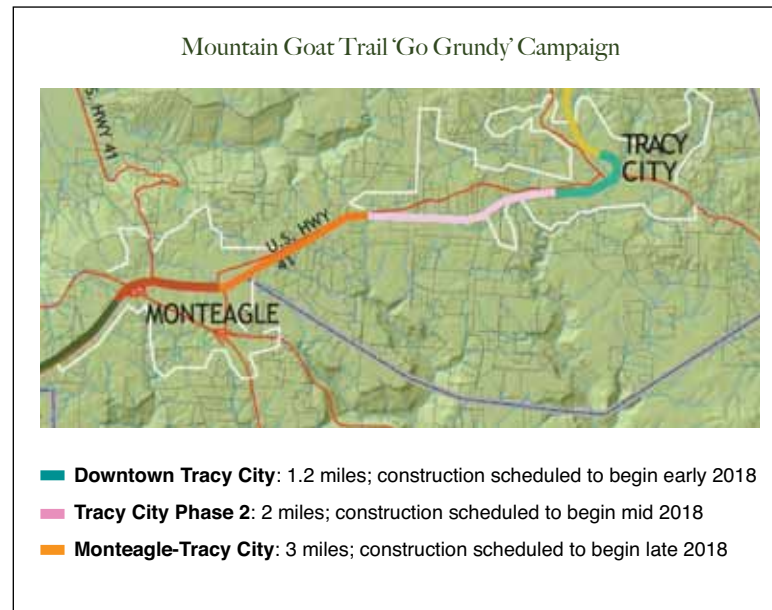 Mountain Goat Trail ‘Go Grundy’ Campaign
S. HWY 41
TRACY
CITY
U.S. HWY
41
MONTEAGLE
Downtown Tracy City: 1.2 miles; construction scheduled to begin early 2018
Tracy City Phase 2: 2 miles; construction scheduled to begin mid 2018
Monteagle-Tracy City: 3 miles; construction scheduled to begin late 2018